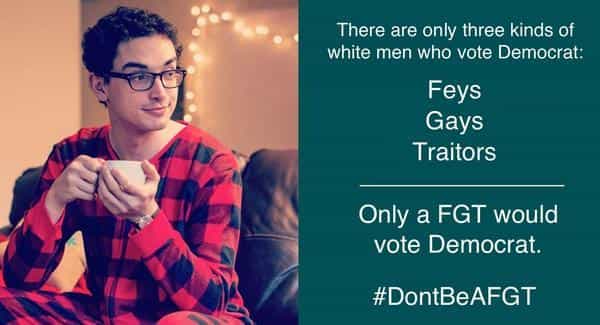 There are only three kinds of
white men who vote Democrat:
Feys
Gays
Traitors
Only a FGT would
vote Democrat.
#DontBeAFGT